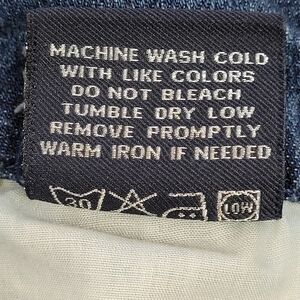 MACHINE WASH COLD
WITH LIKE COLORS
DO NOT BLEACH
TUMBLE DRY LOW
REMOVE PROMPTLY
WARM IRON IF NEEDED
30 LOW